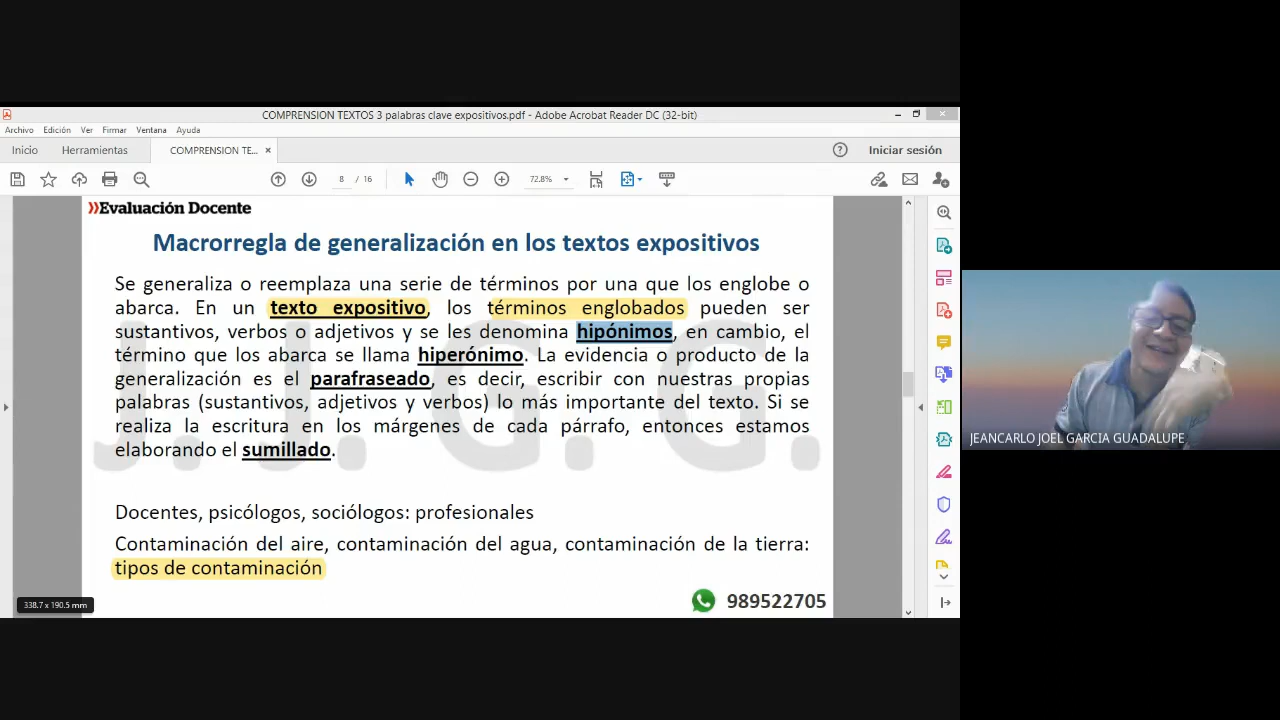 COMPRENSION TEXTOS 3 palabras clave expositivos.pdf - Adobe Acrobat Reader DC (32-bit)
Archivo Edición Ver Firmar Ventana Ayuda
Inicio Herramientas COMPRENSION TE... × Iniciar sesión
8 / 16 72.8%
»Evaluación Docente
Macrorregla de generalización en los textos expositivos
Se generaliza o reemplaza una serie de términos por una que los englobe o
abarca. En un texto expositivo, los términos englobados pueden ser
sustantivos, verbos o adjetivos y se les denomina hipónimos, en cambio, el
término que los abarca se llama hiperónimo. La evidencia o producto de la
generalización es el parafraseado, es decir, escribir con nuestras propias
palabras (sustantivos, adjetivos y verbos) lo más importante del texto. Si se
realiza la escritura en los márgenes de cada párrafo, entonces estamos
elaborando el sumillado.
J. J. G. G.
Docentes, psicólogos, sociólogos: profesionales
Contaminación del aire, contaminación del agua, contaminación de la tierra:
tipos de contaminación
338.7 x 190.5 mm
989522705
JEANCARLO JOEL GARCIA GUADALUPE